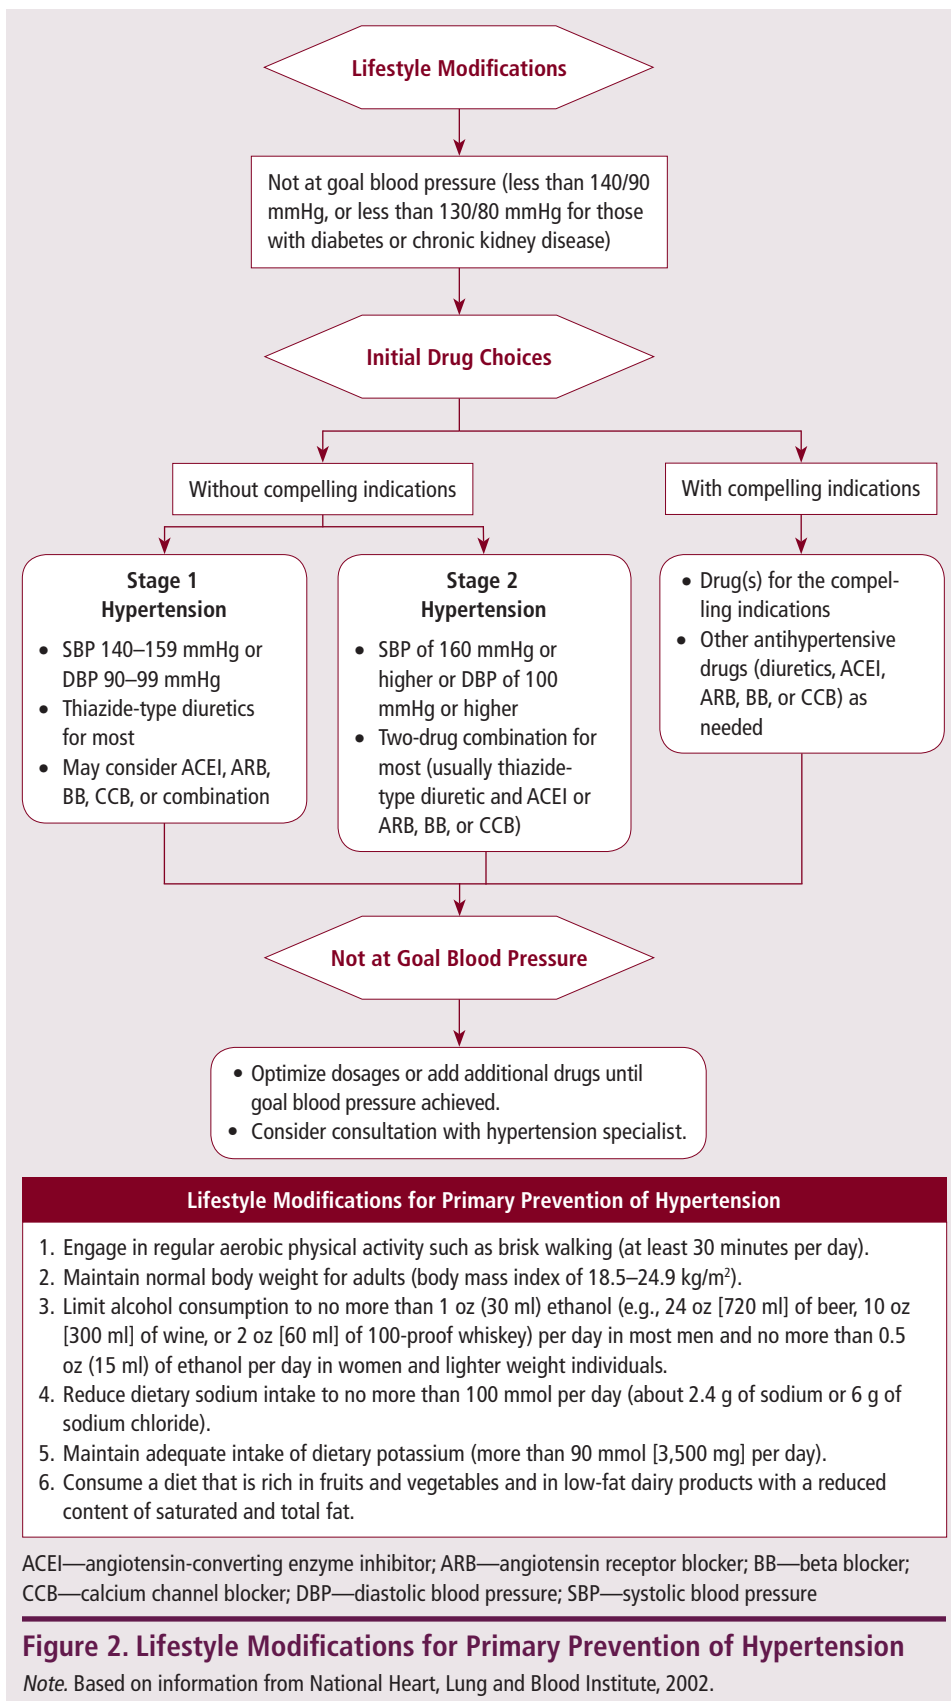 Lifestyle Modifications
Not at goal blood pressure (less than 140/90
mmHg, or less than 130/80 mmHg for those
with diabetes or chronic kidney disease)
Initial Drug Choices
Without compelling indications
With compelling indications
Stage 1
Hypertension
• SBP 140–159 mmHg or
DBP 90–99 mmHg
• Thiazide-type diuretics
for most
• May consider ACEI, ARB,
BB, CCB, or combination
Stage 2
Hypertension
• SBP of 160 mmHg or
higher or DBP of 100
mmHg or higher
• Two-drug combination for
most (usually thiazide-
type diuretic and ACEI or
ARB, BB, or CCB)
• Drug(s) for the compel-
ling indications
• Other antihypertensive
drugs (diuretics, ACEI,
ARB, BB, or CCB) as
needed
Not at Goal Blood Pressure
• Optimize dosages or add additional drugs until
goal blood pressure achieved.
• Consider consultation with hypertension specialist.
Lifestyle Modifications for Primary Prevention of Hypertension
1. Engage in regular aerobic physical activity such as brisk walking (at least 30 minutes per day).
2. Maintain normal body weight for adults (body mass index of 18.5–24.9 kg/m²).
3. Limit alcohol consumption to no more than 1 oz (30 ml) ethanol (e.g., 24 oz [720 ml] of beer, 10 oz
[300 ml] of wine, or 2 oz [60 ml] of 100-proof whiskey) per day in most men and no more than 0.5
oz (15 ml) of ethanol per day in women and lighter weight individuals.
4. Reduce dietary sodium intake to no more than 100 mmol per day (about 2.4 g of sodium or 6 g of
sodium chloride).
5. Maintain adequate intake of dietary potassium (more than 90 mmol [3,500 mg] per day).
6. Consume a diet that is rich in fruits and vegetables and in low-fat dairy products with a reduced
content of saturated and total fat.
ACEI—angiotensin-converting enzyme inhibitor; ARB—angiotensin receptor blocker; BB—beta blocker;
CCB—calcium channel blocker; DBP—diastolic blood pressure; SBP—systolic blood pressure
Figure 2. Lifestyle Modifications for Primary Prevention of Hypertension
Note. Based on information from National Heart, Lung and Blood Institute, 2002.